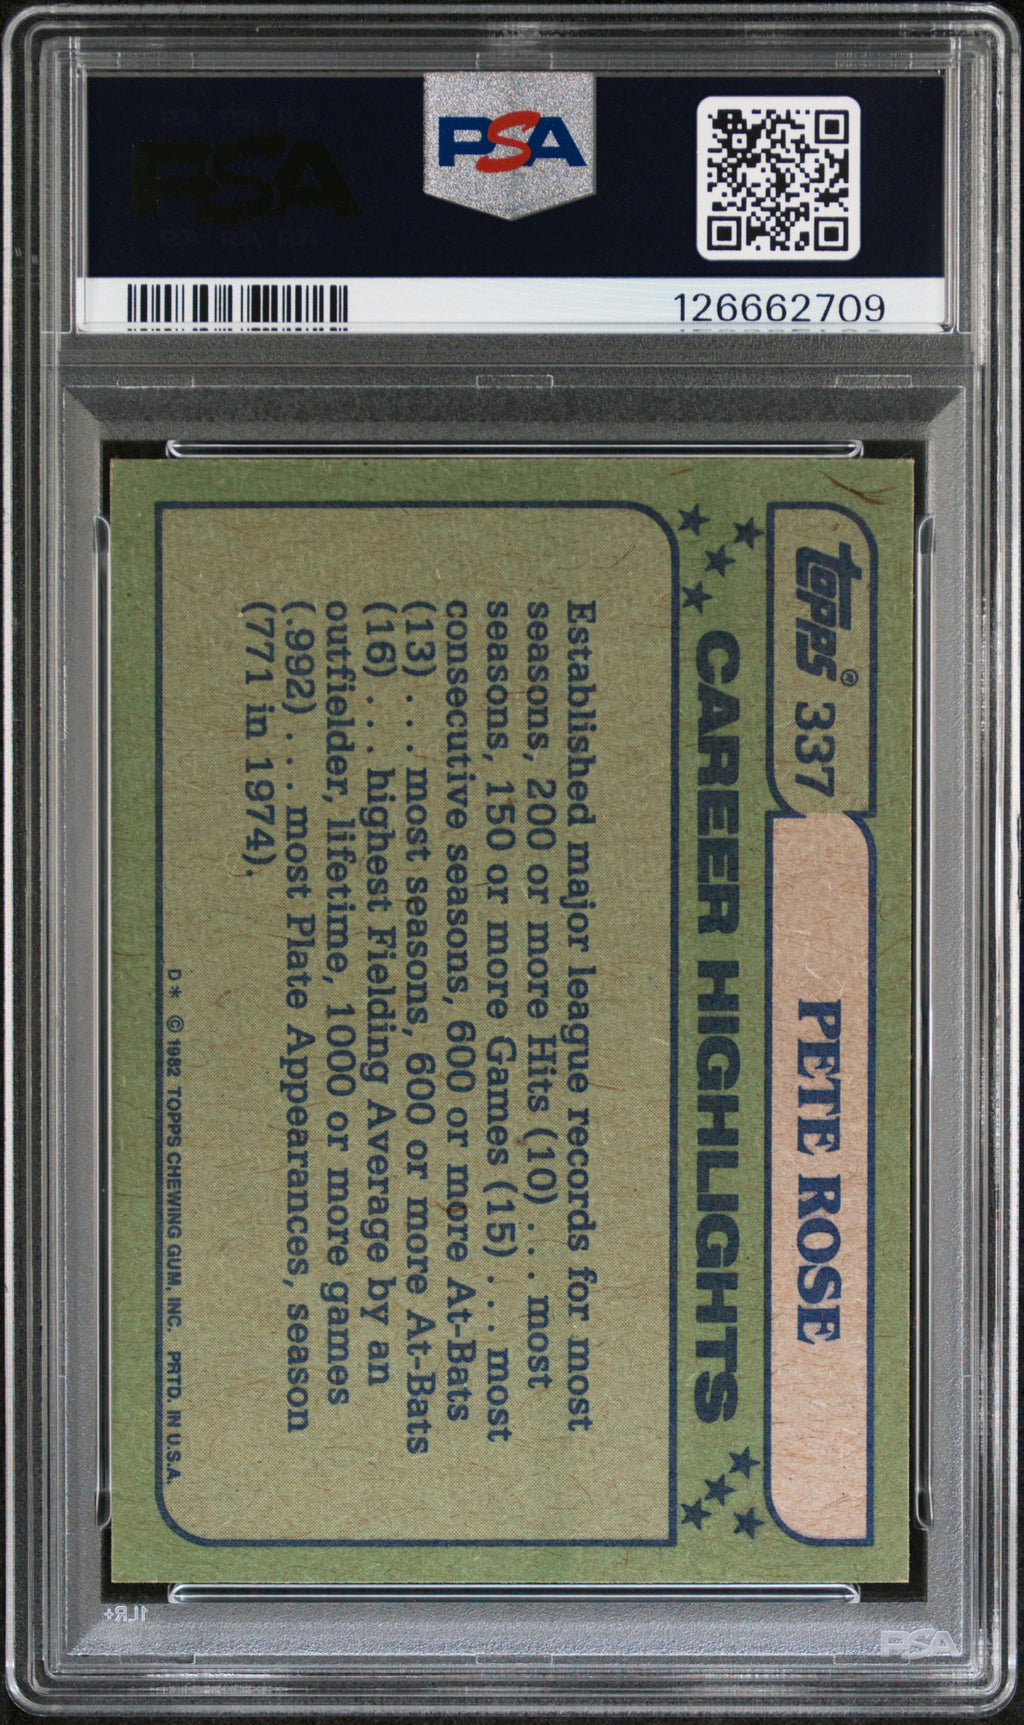 PSA
PSA
126662709
topps® 337
PETE ROSE
CAREER HIGHLIGHTS
Established major league records for most
seasons, 200 or more Hits (10) . . . most
seasons, 150 or more Games (15) . . . most
consecutive seasons, 600 or more At-Bats
(13) . . . most seasons, 600 or more At-Bats
(16) . . . highest Fielding Average by an
outfielder, lifetime, 1000 or more games
(.992) . . . most Plate Appearances, season
(771 in 1974).
D* © 1982 TOPPS CHEWING GUM, INC. PRTD. IN U.S.A.
1LR+
PSA